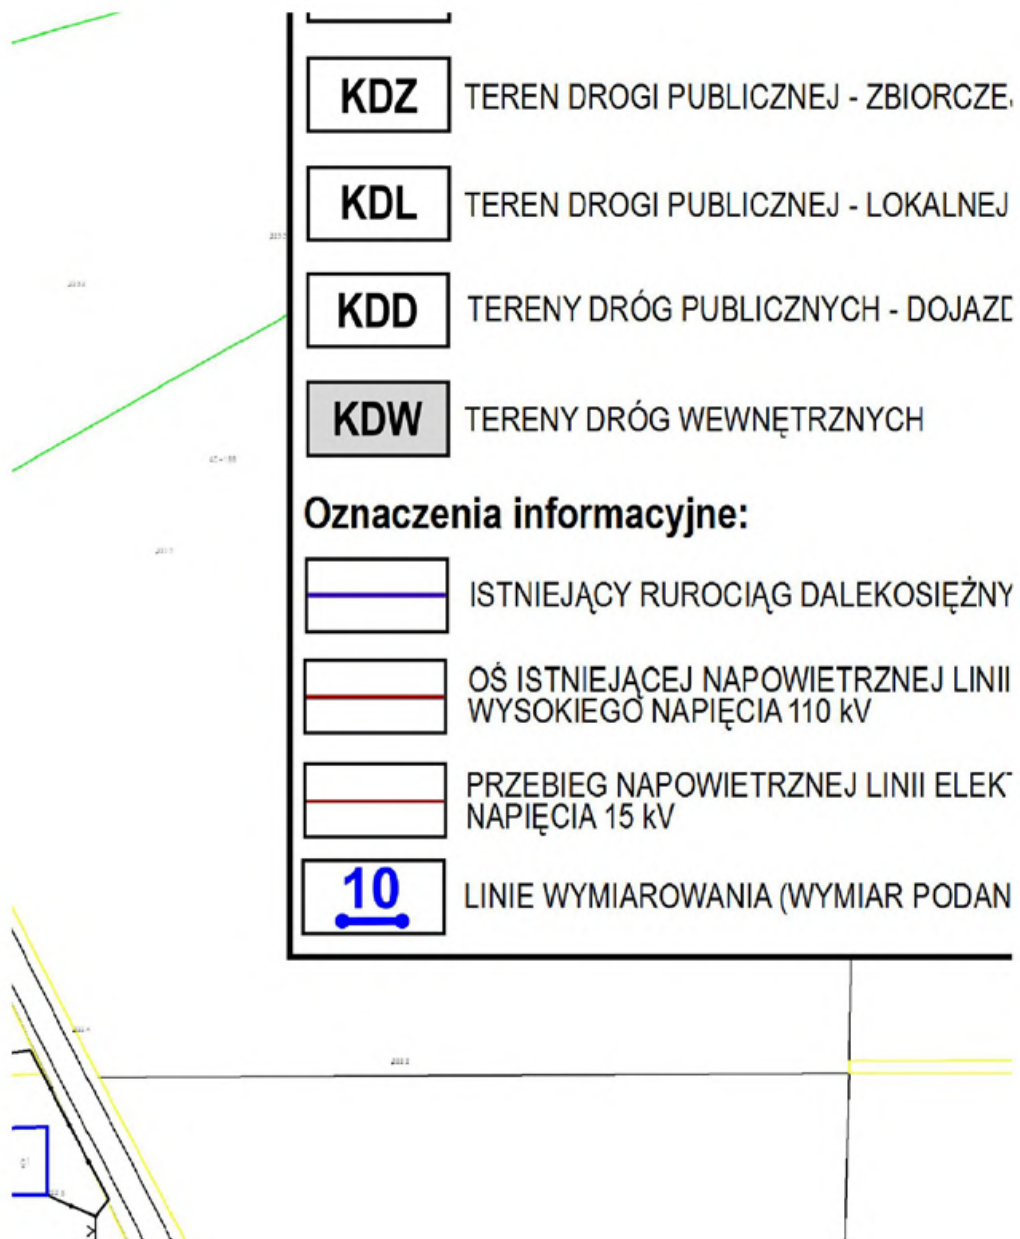 KDZ TEREN DROGI PUBLICZNEJ - ZBIORCZEJ
KDL TEREN DROGI PUBLICZNEJ - LOKALNEJ
KDD TERENY DRÓG PUBLICZNYCH - DOJAZD
KDW TERENY DRÓG WEWNĘTRZNYCH
Oznaczenia informacyjne:
ISTNIEJĄCY RUROCIĄG DALEKOSIĘŻNY
OŚ ISTNIEJĄCEJ NAPOWIETRZNEJ LINII
WYSOKIEGO NAPIĘCIA 110 kV
PRZEBIEG NAPOWIETRZNEJ LINII ELEKT
NAPIĘCIA 15 kV
10 LINIE WYMIAROWANIA (WYMIAR PODAN